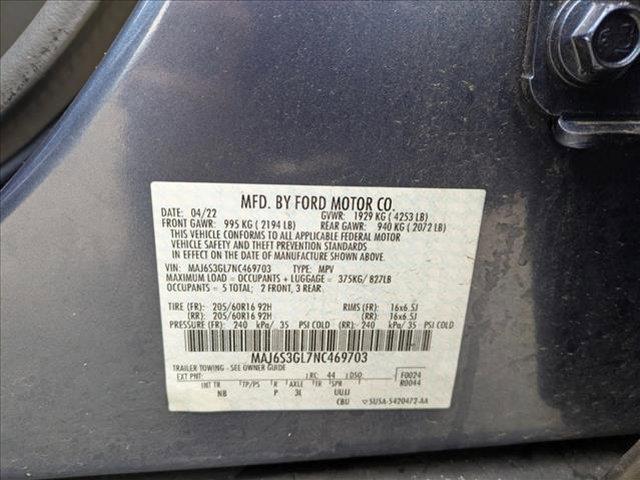 MFD. BY FORD MOTOR CO.
DATE: 04/22 GVWR: 1929 KG ( 4253 LB)
FRONT GAWR: 995 KG ( 2194 LB) REAR GAWR: 940 KG ( 2072 LB)
THIS VEHICLE CONFORMS TO ALL APPLICABLE FEDERAL MOTOR
VEHICLE SAFETY AND THEFT PREVENTION STANDARDS
IN EFFECT ON THE DATE OF MANUFACTURE SHOWN ABOVE.
VIN: MAJ6S3GL7NC469703 TYPE: MPV
MAXIMUM LOAD = OCCUPANTS + LUGGAGE = 375KG/ 827LB
OCCUPANTS = 5 TOTAL: 2 FRONT, 3 REAR
TIRE (FR): 205/60R16 92H RIMS (FR): 16x6.5J
(RR): 205/60R16 92H (RR): 16x6.5J
PRESSURE (FR): 240 kPa/ 35 PSI COLD (RR): 240 kPa/ 35 PSI COLD
MAJ6S3GL7NC469703
TRAILER TOWING - SEE OWNER GUIDE
EXT PNT: RC: 44 DSO: F0024
R0044
INT TR TP/PS R AXLE TR SPR
NB P 3L UUJJ
CBU SU5A-5420472-AA